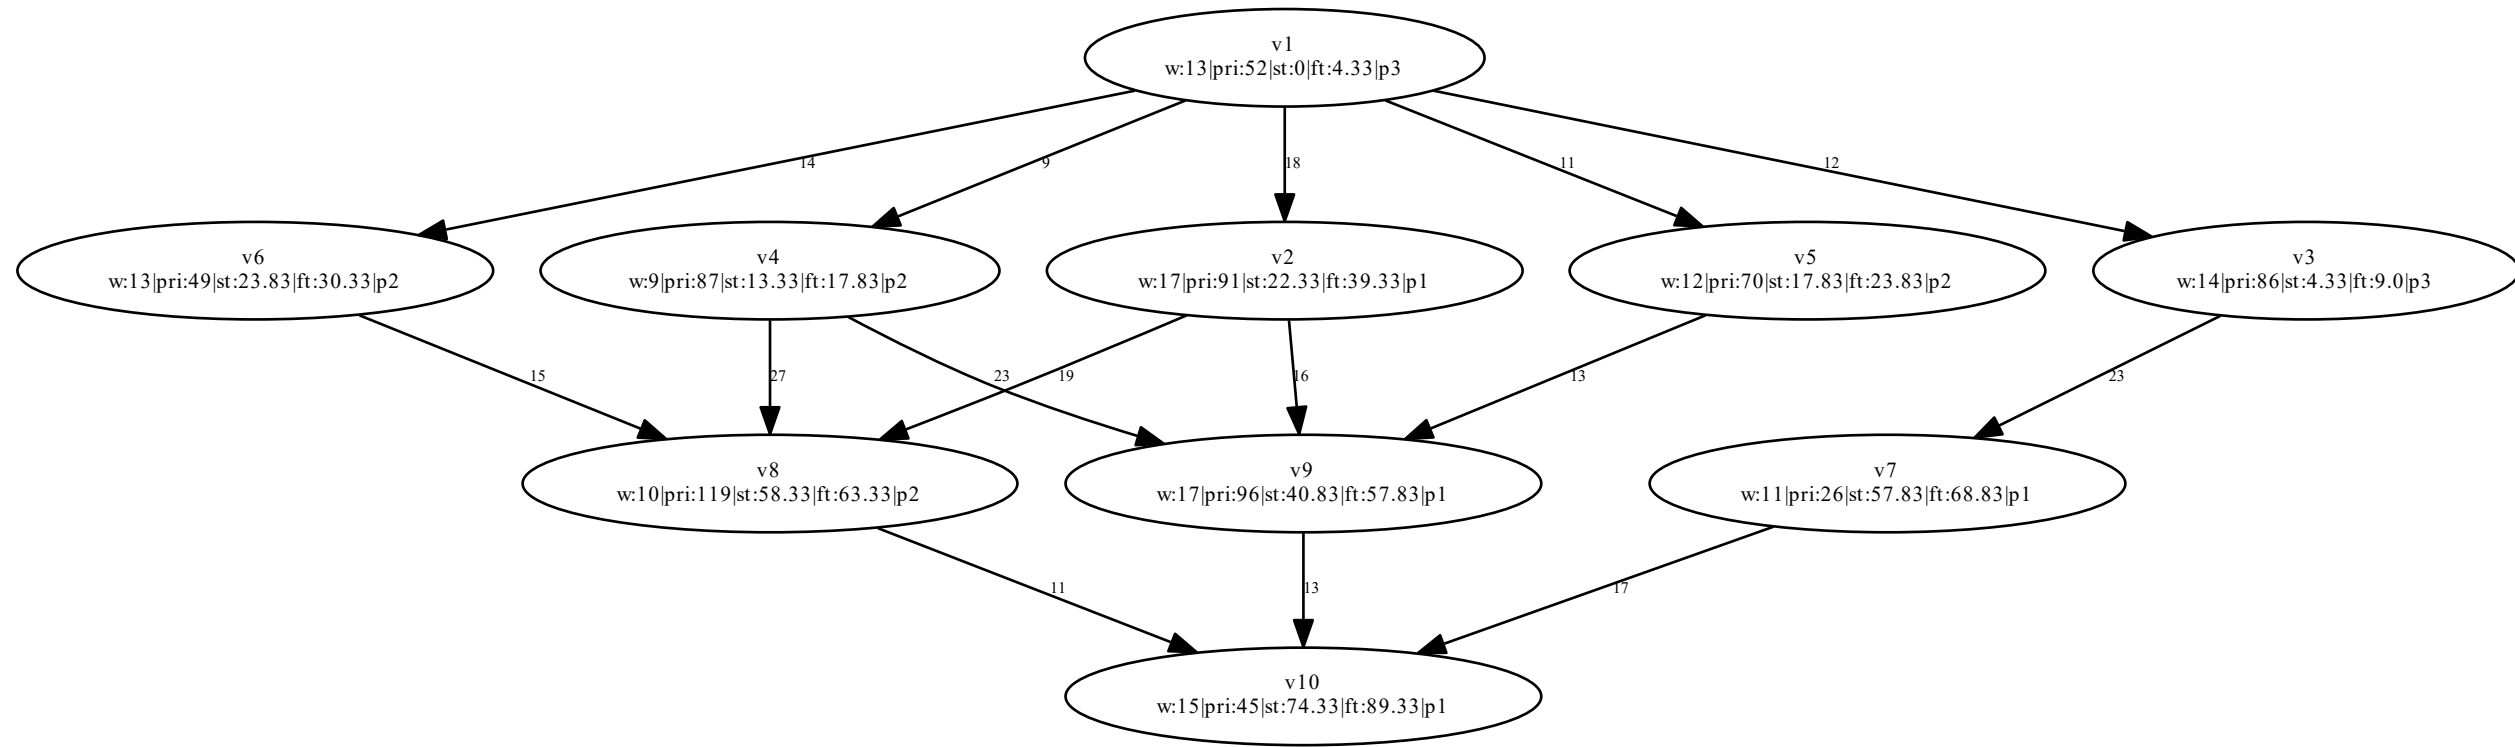 v1
w:13|pri:52|st:0|ft:4.33|p3
14
9
18
11
12
v6
w:13|pri:49|st:23.83|ft:30.33|p2
v4
w:9|pri:87|st:13.33|ft:17.83|p2
v2
w:17|pri:91|st:22.33|ft:39.33|p1
v5
w:12|pri:70|st:17.83|ft:23.83|p2
v3
w:14|pri:86|st:4.33|ft:9.0|p3
15
27
23
19
16
13
23
v8
w:10|pri:119|st:58.33|ft:63.33|p2
v9
w:17|pri:96|st:40.83|ft:57.83|p1
v7
w:11|pri:26|st:57.83|ft:68.83|p1
11
13
17
v10
w:15|pri:45|st:74.33|ft:89.33|p1